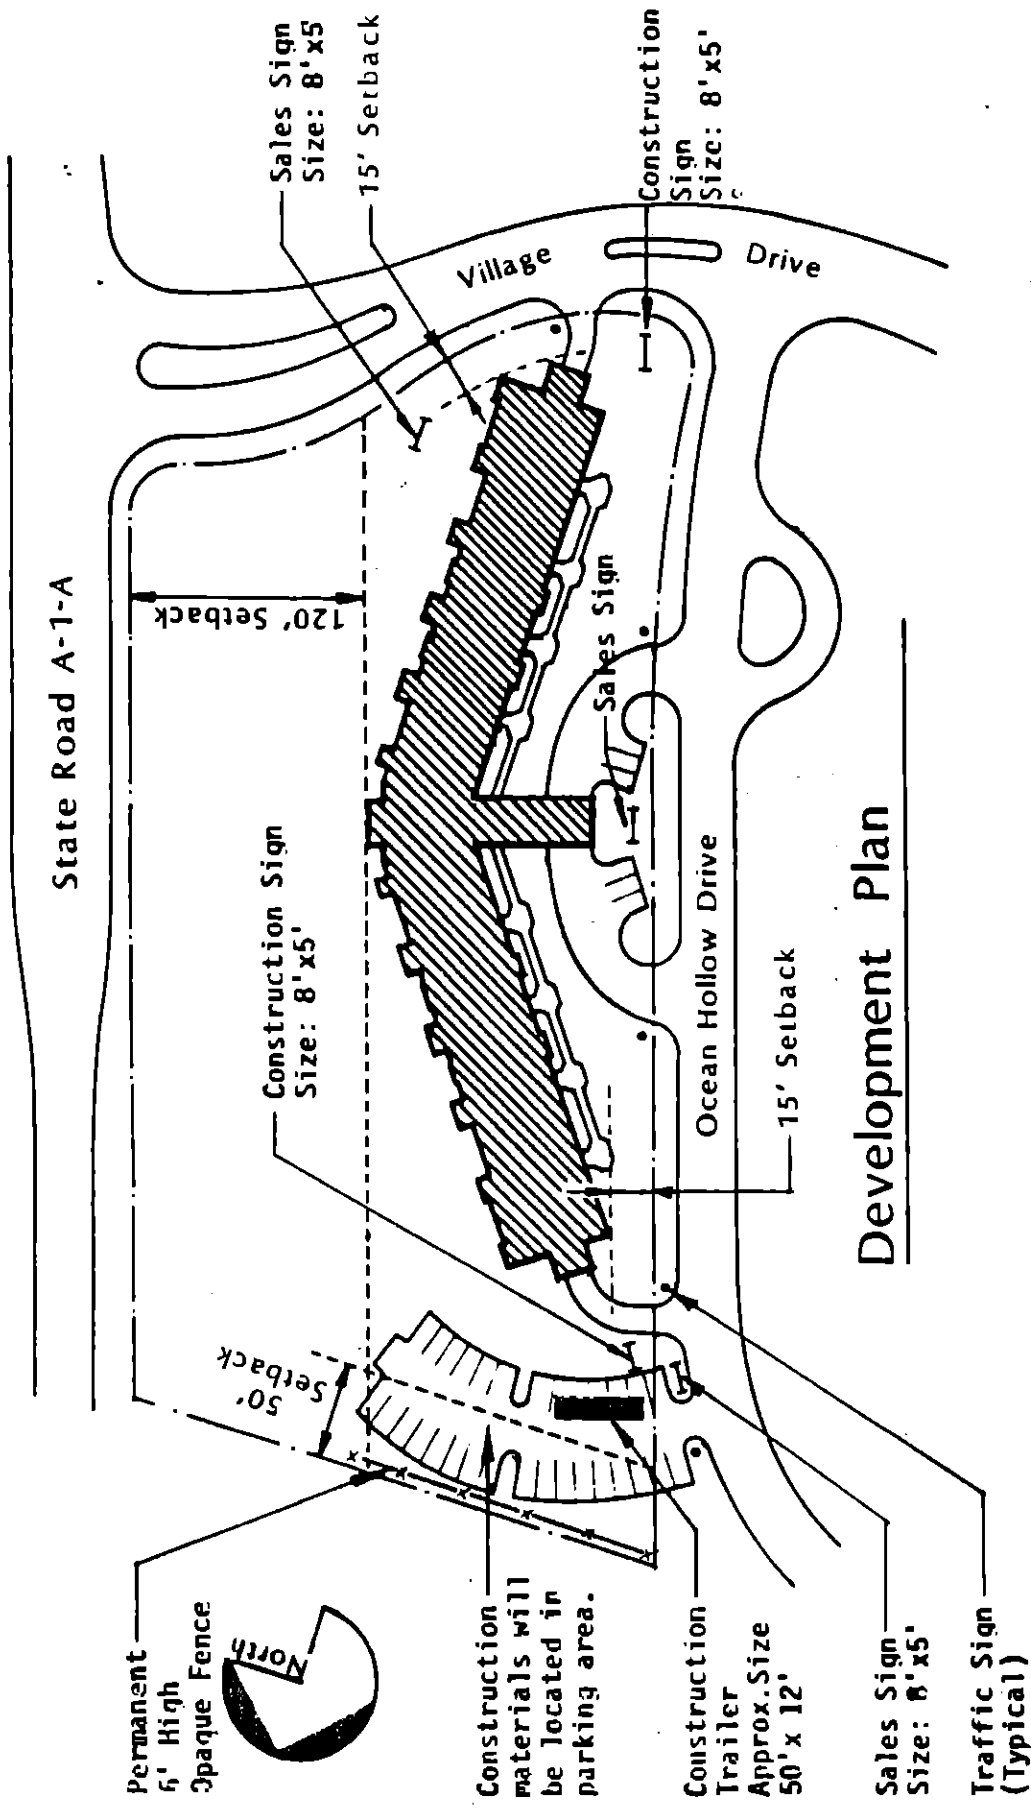 State Road A-1-A
Sales Sign
Size: 8'x5'
15' Setback
Construction
Sign
Size: 8'x5'
Village
Drive
120' Setback
Sales Sign
Construction Sign
Size: 8'x5'
Ocean Hollow Drive
15' Setback
50'
Setback
Permanent
6' High
Opaque Fence
North
Construction
materials will
be located in
parking area.
Construction
Trailer
Approx.Size
50'x 12'
Sales Sign
Size: 8'x5'
Traffic Sign
(Typical)
Development Plan